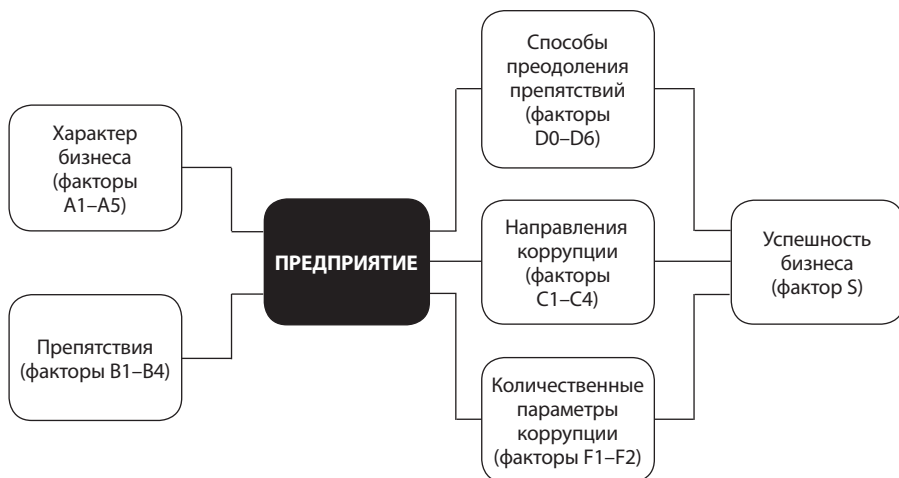 Характер
бизнеса
(факторы
A1–A5)
Препятствия
(факторы B1–B4)
ПРЕДПРИЯТИЕ
Способы
преодоления
препятствий
(факторы
D0–D6)
Направления
коррупции
(факторы
C1–C4)
Количественные
параметры
коррупции
(факторы F1–F2)
Успешность
бизнеса
(фактор S)